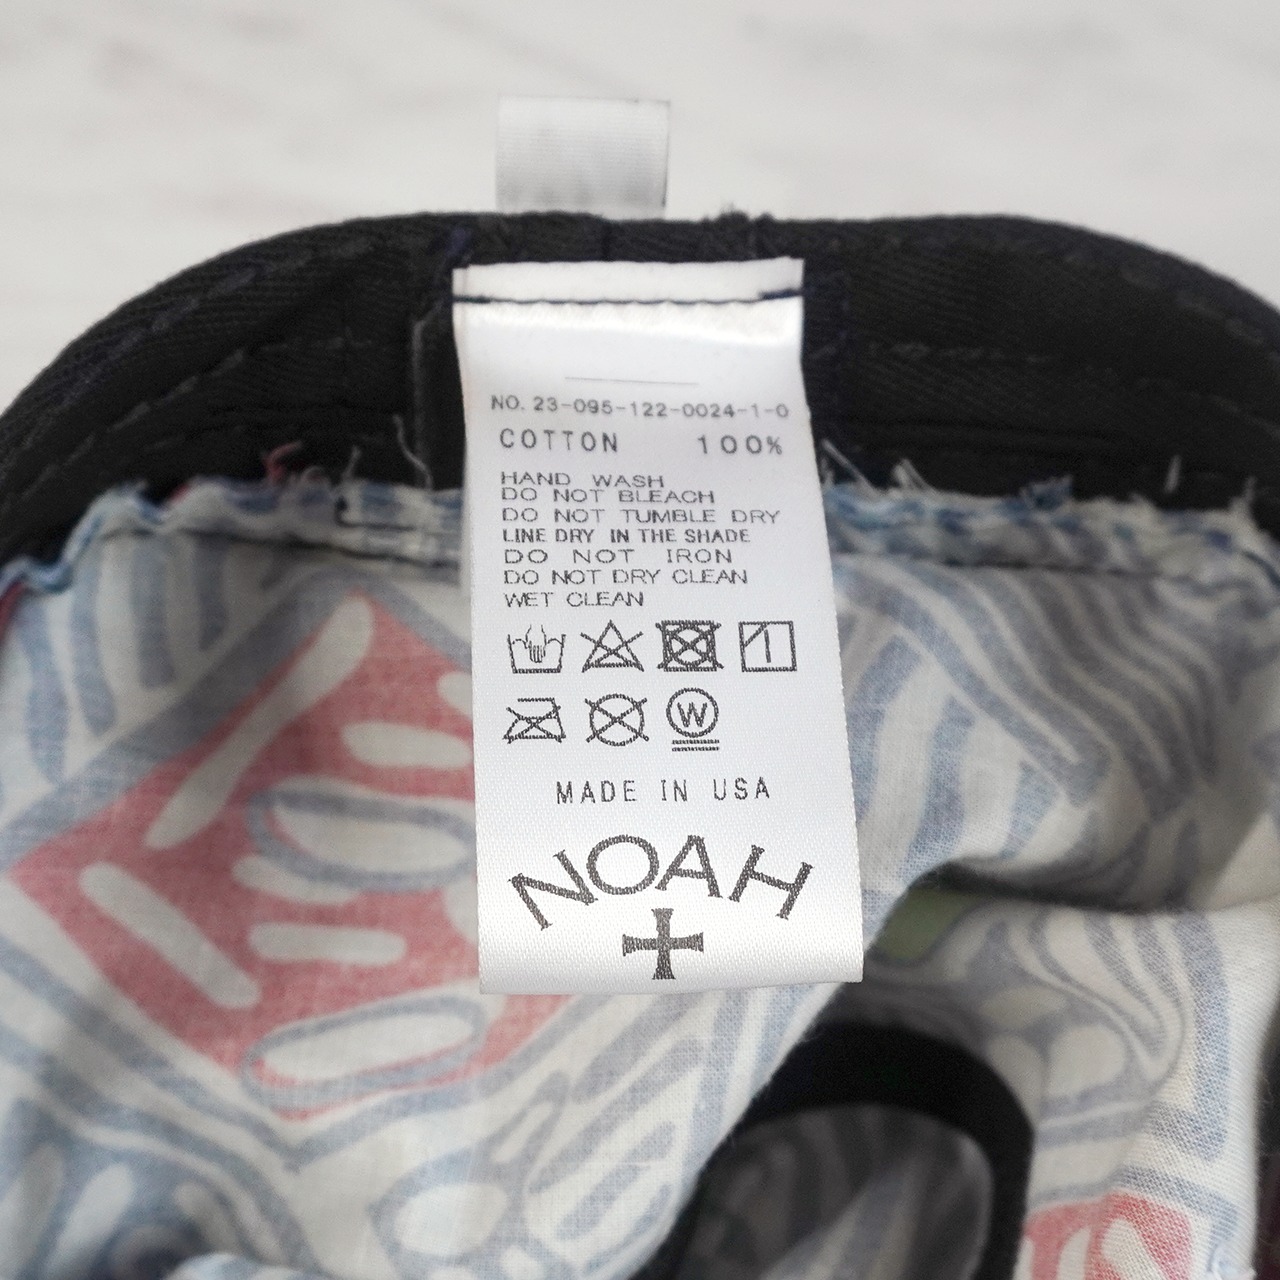 NO. 23-095-122-0024-1-0
COTTON 100%
HAND WASH
DO NOT BLEACH
DO NOT TUMBLE DRY
LINE DRY IN THE SHADE
DO NOT IRON
DO NOT DRY CLEAN
WET CLEAN
W
MADE IN USA
NOAH